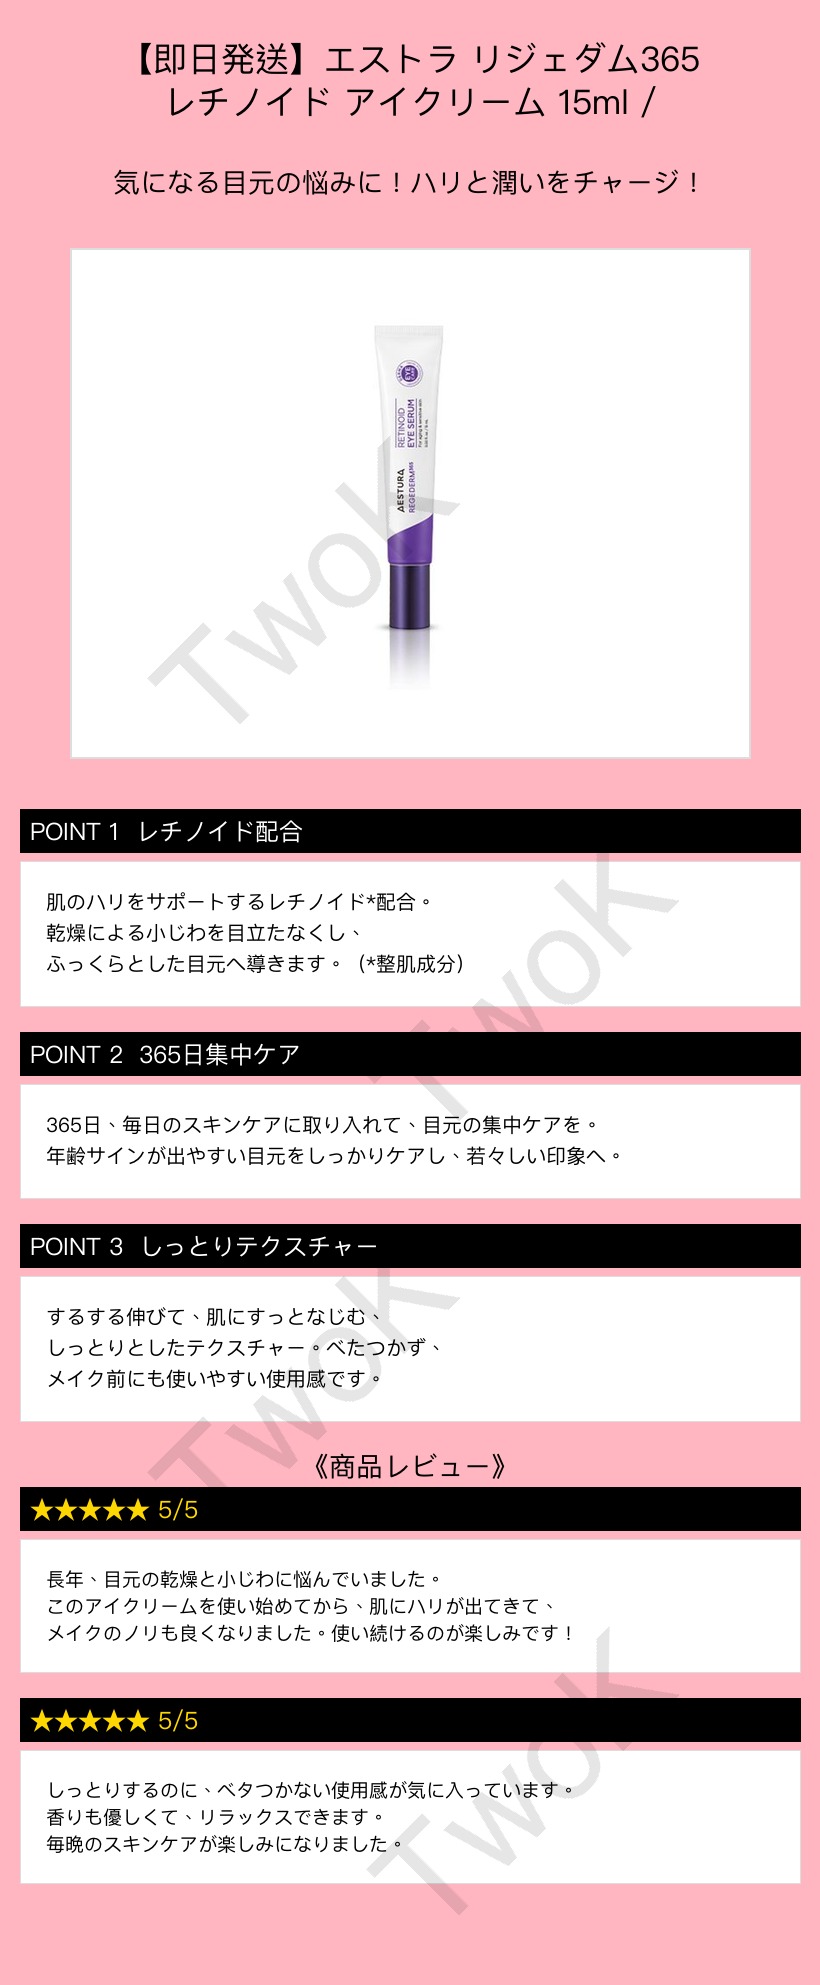 【即日発送】エストラ リジェダム365
レチノイド アイクリーム 15ml /
気になる目元の悩みに！ハリと潤いをチャージ！
EYE
RETINOID
EYE SERUM
For aging & sensitive skin
AESTURA
REGEDERM365
TwoK
POINT 1 レチノイド配合
肌のハリをサポートするレチノイド*配合。
乾燥による小じわを目立たなくし、
ふっくらとした目元へ導きます。（*整肌成分）
TwoK
POINT 2 365日集中ケア
365日、毎日のスキンケアに取り入れて、目元の集中ケアを。
年齢サインが出やすい目元をしっかりケアし、若々しい印象へ。
POINT 3 しっとりテクスチャー
するする伸びて、肌にすっとなじむ、
しっとりとしたテクスチャー。べたつかず、
メイク前にも使いやすい使用感です。
TwoK
《商品レビュー》
★★★★★ 5/5
長年、目元の乾燥と小じわに悩んでいました。
このアイクリームを使い始めてから、肌にハリが出てきて、
メイクのノリも良くなりました。使い続けるのが楽しみです！
★★★★★ 5/5
しっとりするのに、ベタつかない使用感が気に入っています。
香りも優しくて、リラックスできます。
毎晩のスキンケアが楽しみになりました。
TwoK